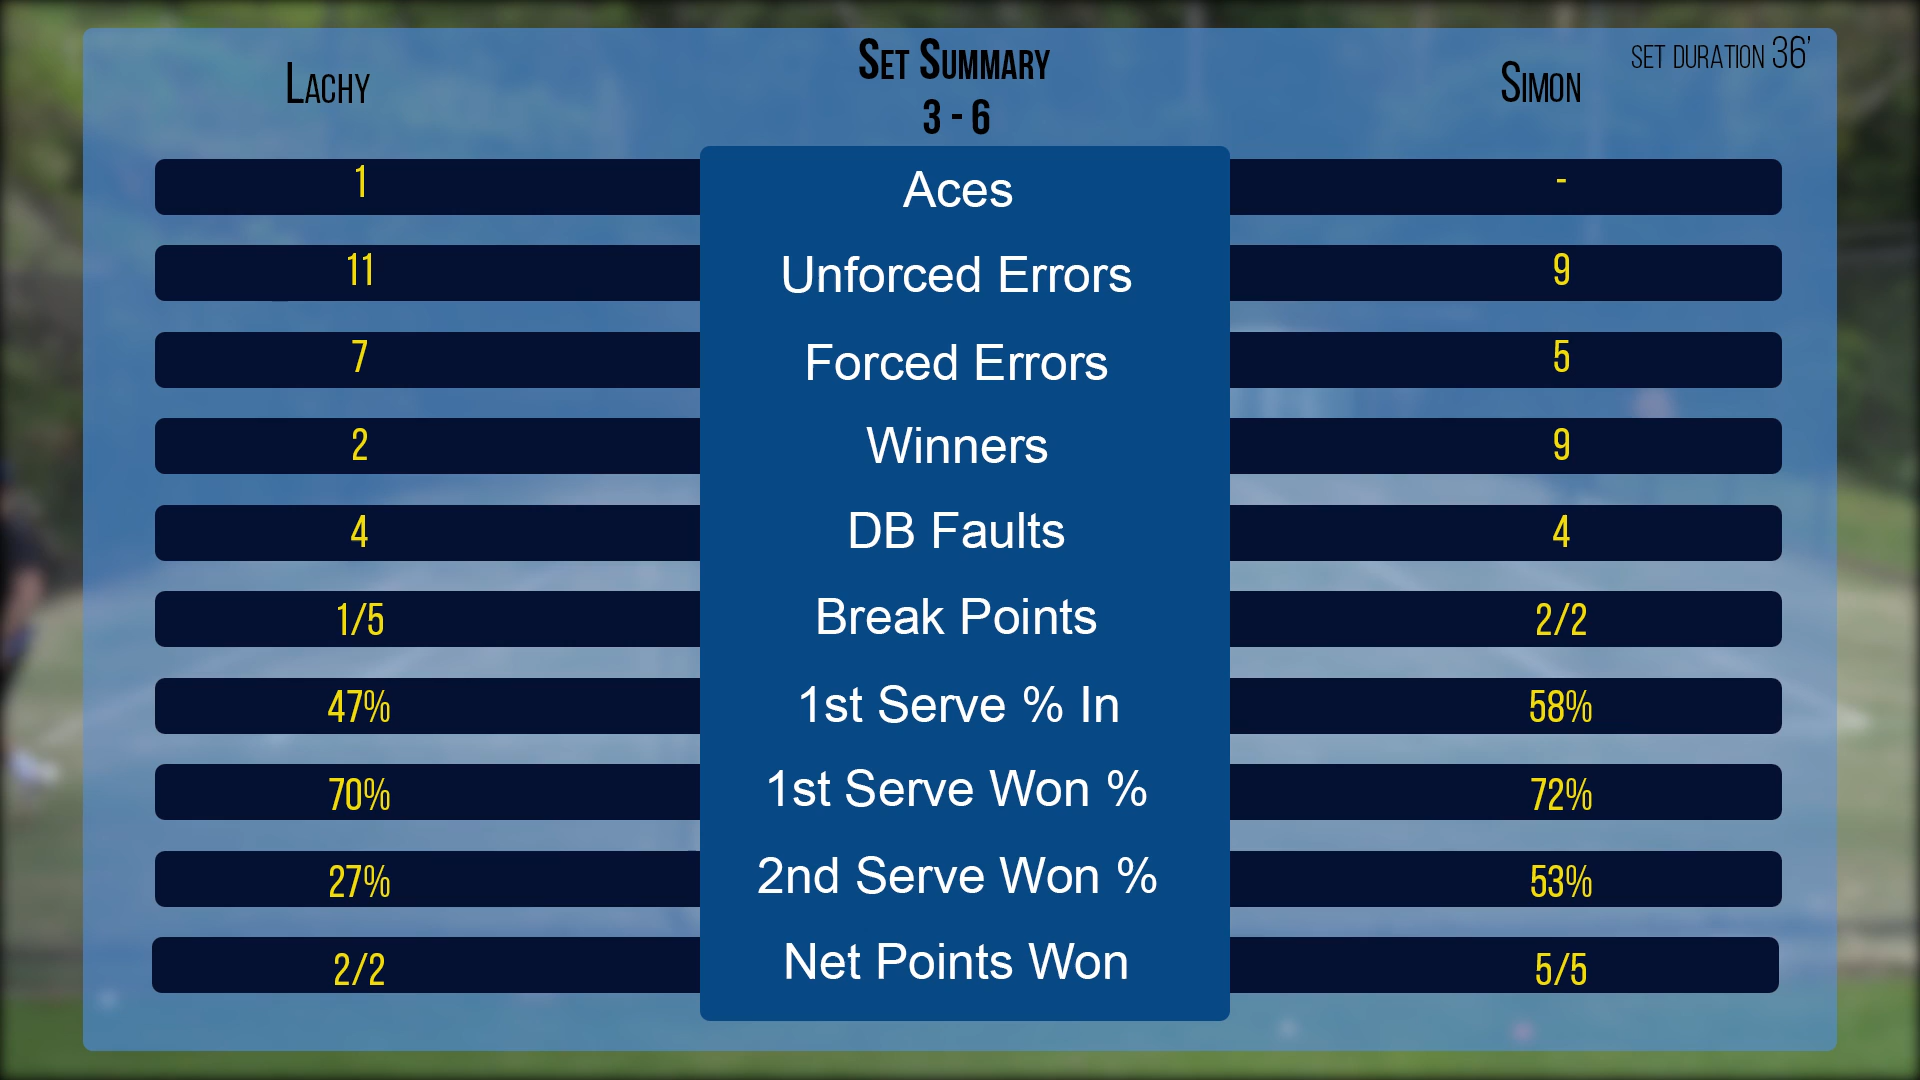 Lachy
Set Summary
3 - 6
Simon
SET DURATION 36'
1 Aces -
11 Unforced Errors 9
7 Forced Errors 5
2 Winners 9
4 DB Faults 4
1/5 Break Points 2/2
47% 1st Serve % In 58%
70% 1st Serve Won % 72%
27% 2nd Serve Won % 53%
2/2 Net Points Won 5/5